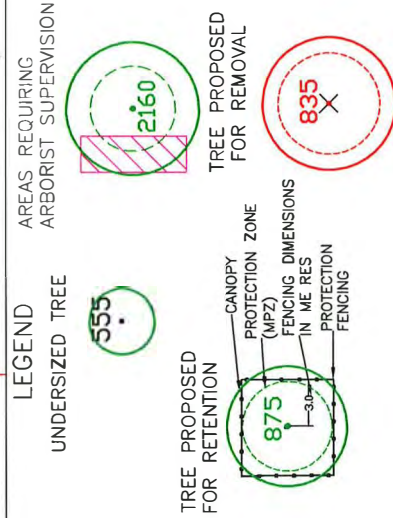 LEGEND
UNDERSIZED TREE
555
AREAS REQUIRING
ARBORIST SUPERVISION
2160
TREE PROPOSED
FOR RETENTION
875
3.0
CANOPY
PROTECTION ZONE
(MPZ)
FENCING DIMENSIONS
IN ME RES
PROTECTION
FENCING
TREE PROPOSED
FOR REMOVAL
835